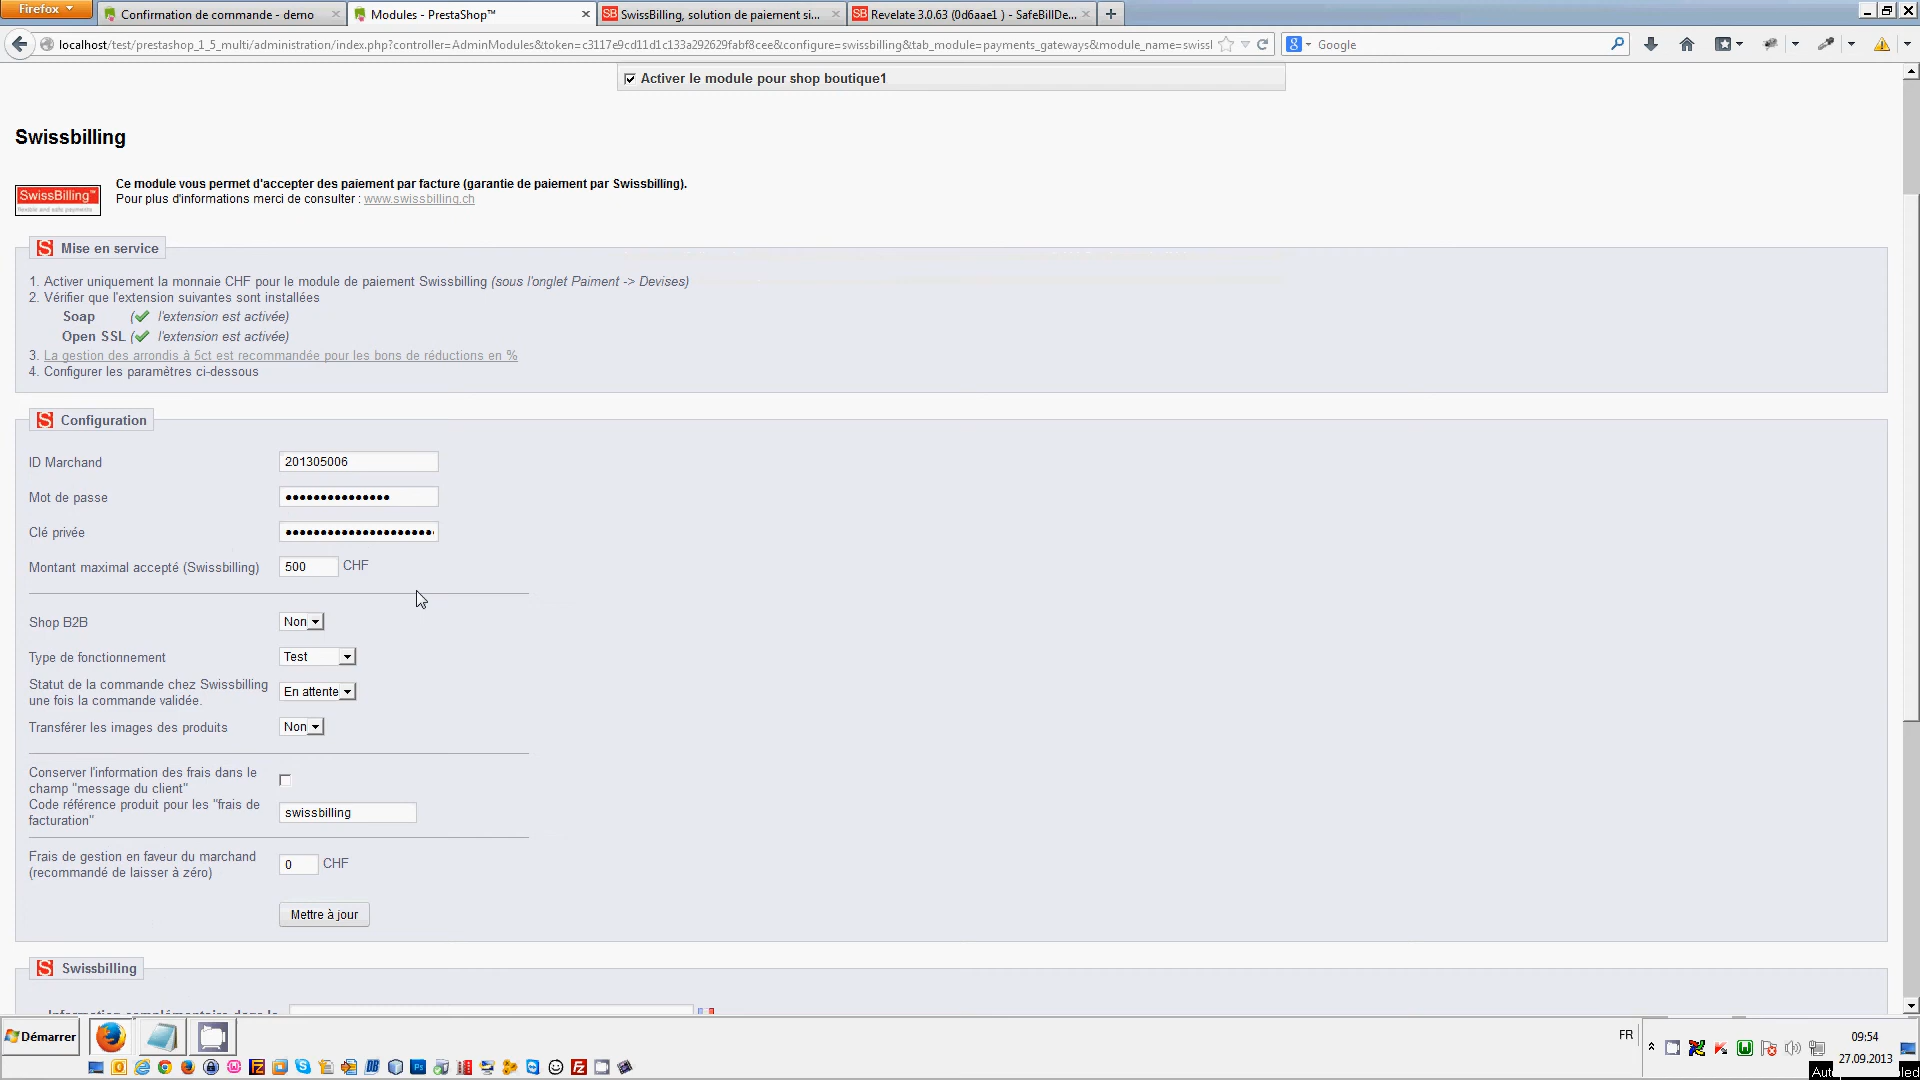 Firefox
Confirmation de commande - demo
Modules - PrestaShop™
SwissBilling, solution de paiement si...
Revelate 3.0.63 (0d6aae1 ) - SafeBillDe...
localhost/test/prestashop_1_5_multi/administration/index.php?controller=AdminModules&token=c3117e9cd11d1c133a292629fabf8cee&configure=swissbilling&tab_module=payments_gateways&module_name=swissl
Google
Activer le module pour shop boutique1
Swissbilling
SwissBilling™
Ce module vous permet d'accepter des paiement par facture (garantie de paiement par Swissbilling).
Pour plus d'informations merci de consulter : www.swissbilling.ch
Mise en service
1. Activer uniquement la monnaie CHF pour le module de paiement Swissbilling (sous l'onglet Paiment -> Devises)
2. Vérifier que l'extension suivantes sont installées
Soap ( l'extension est activée)
Open SSL ( l'extension est activée)
3. La gestion des arrondis à 5ct est recommandée pour les bons de réductions en %
4. Configurer les paramètres ci-dessous
Configuration
ID Marchand 201305006
Mot de passe
Clé privée
Montant maximal accepté (Swissbilling) 500 CHF
Shop B2B Non
Type de fonctionnement Test
Statut de la commande chez Swissbilling
une fois la commande validée. En attente
Transférer les images des produits Non
Conserver l'information des frais dans le
champ "message du client"
Code référence produit pour les "frais de
facturation" swissbilling
Frais de gestion en faveur du marchand
(recommandé de laisser à zéro) 0 CHF
Mettre à jour
Swissbilling
Démarrer
FR
09:54
27.09.2013